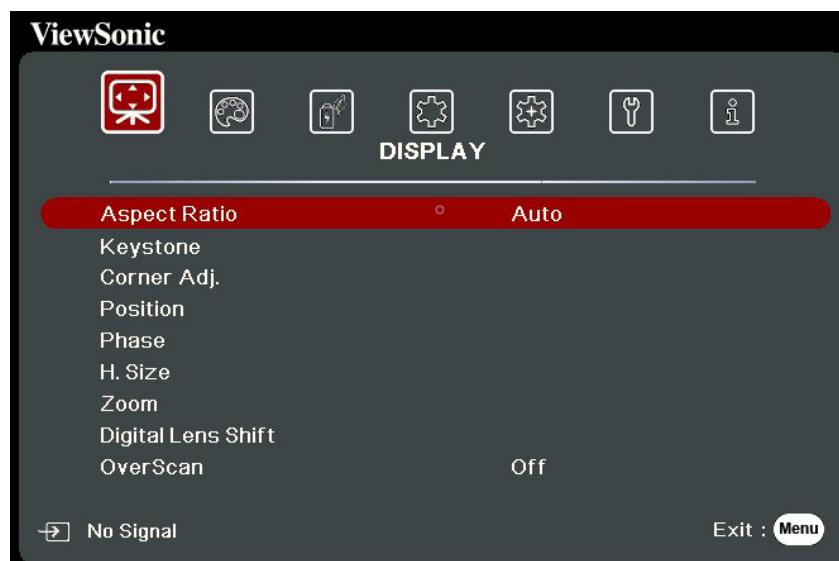 ViewSonic
DISPLAY
Aspect Ratio Auto
Keystone
Corner Adj.
Position
Phase
H. Size
Zoom
Digital Lens Shift
OverScan Off
No Signal Exit : Menu